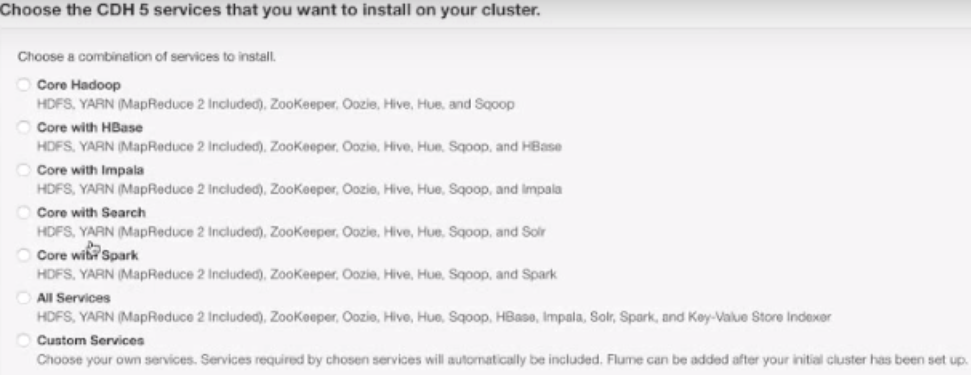 Choose the CDH 5 services that you want to install on your cluster.
Choose a combination of services to install.
Core Hadoop
HDFS, YARN (MapReduce 2 Included), ZooKeeper, Oozie, Hive, Hue, and Sqoop
Core with HBase
HDFS, YARN (MapReduce 2 Included), ZooKeeper, Oozie, Hive, Hue, Sqoop, and HBase
Core with Impala
HDFS, YARN (MapReduce 2 Included), ZooKeeper, Oozie, Hive, Hue, Sqoop, and Impala
Core with Search
HDFS, YARN (MapReduce 2 Included), ZooKeeper, Oozie, Hive, Hue, Sqoop, and Solr
Core with Spark
HDFS, YARN (MapReduce 2 Included), ZooKeeper, Oozie, Hive, Hue, Sqoop, and Spark
All Services
HDFS, YARN (MapReduce 2 Included), ZooKeeper, Oozie, Hive, Hue, Sqoop, HBase, Impala, Solr, Spark, and Key-Value Store Indexer
Custom Services
Choose your own services. Services required by chosen services will automatically be included. Flume can be added after your initial cluster has been set up.